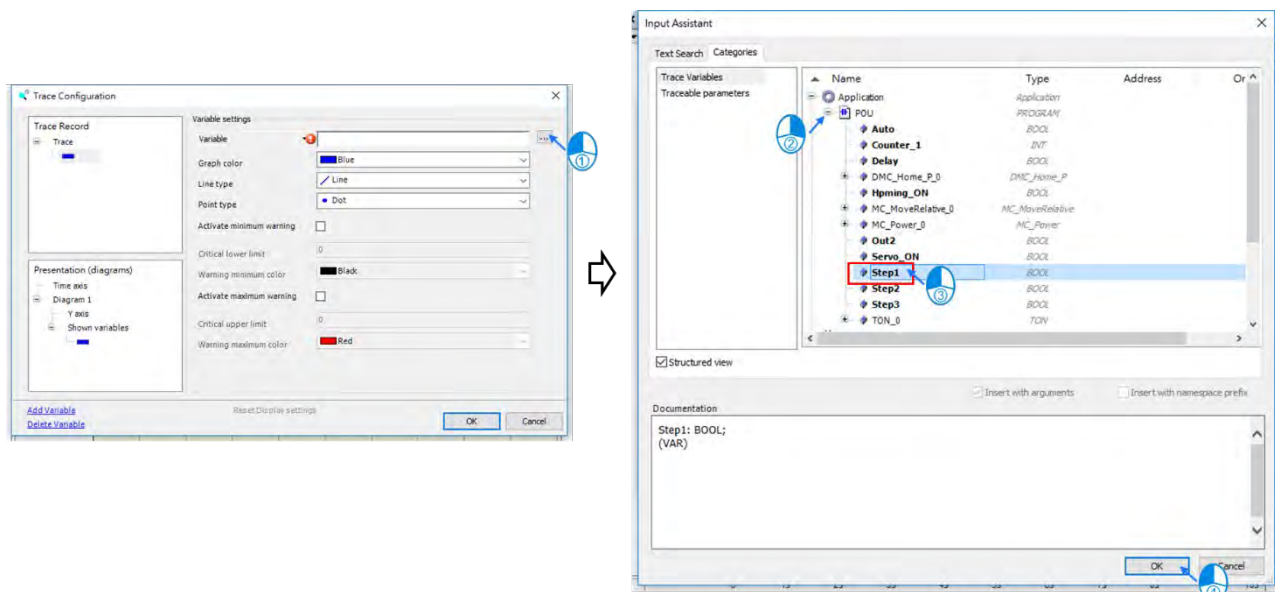 Trace Configuration
Trace Record
Trace
Variable settings
Variable
①
Graph color
Blue
Line type
Line
Point type
Dot
Activate minimum warning
Critical lower limit
0
Warning minimum color
Black
Activate maximum warning
Critical upper limit
0
Warning maximum color
Red
Presentation (diagrams)
Time axis
Diagram 1
Y axis
Shown variables
Add Variable
Delete Variable
Reset Display settings
OK
Cancel
Input Assistant
Text Search
Categories
Trace Variables
Traceable parameters
Name Type Address Or
Application Application
POU PROGRAM
②
Auto BOOL
Counter_1 INT
Delay BOOL
DMC_Home_P_0 DMC_Home_P
Hpming_ON BOOL
MC_MoveRelative_0 MC_MoveRelative
MC_Power_0 MC_Power
Out2 BOOL
Servo_ON BOOL
Step1 BOOL
③
Step2 BOOL
Step3 BOOL
TON_0 TON
Structured view
Insert with arguments
Insert with namespace prefix
Documentation
Step1: BOOL;
(VAR)
OK
Cancel
④